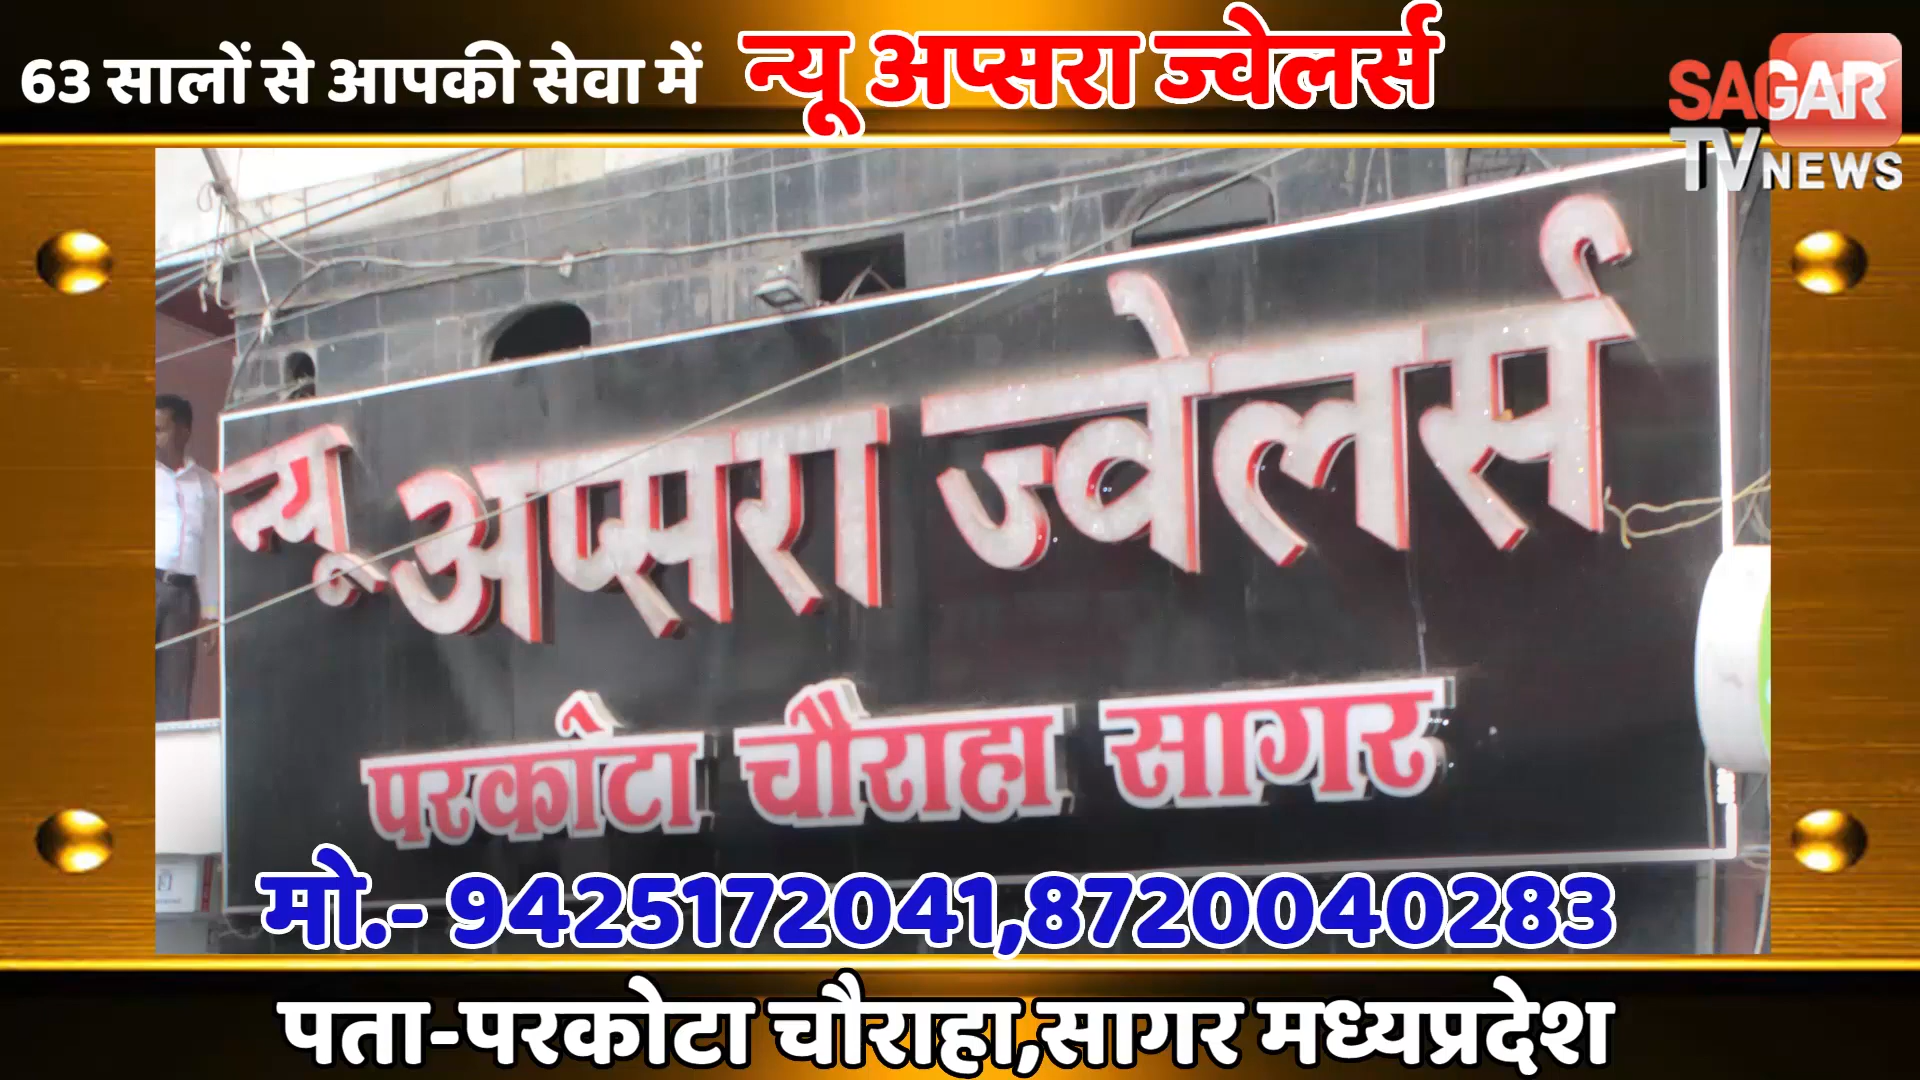 63 सालों से आपकी सेवा में न्यू अप्सरा ज्वेलर्स
SAGAR
TV NEWS
न्यू अप्सरा ज्वेलर्स
परकोटा चौराहा सागर
मो.- 9425172041,8720040283
पता-परकोटा चौराहा,सागर मध्यप्रदेश